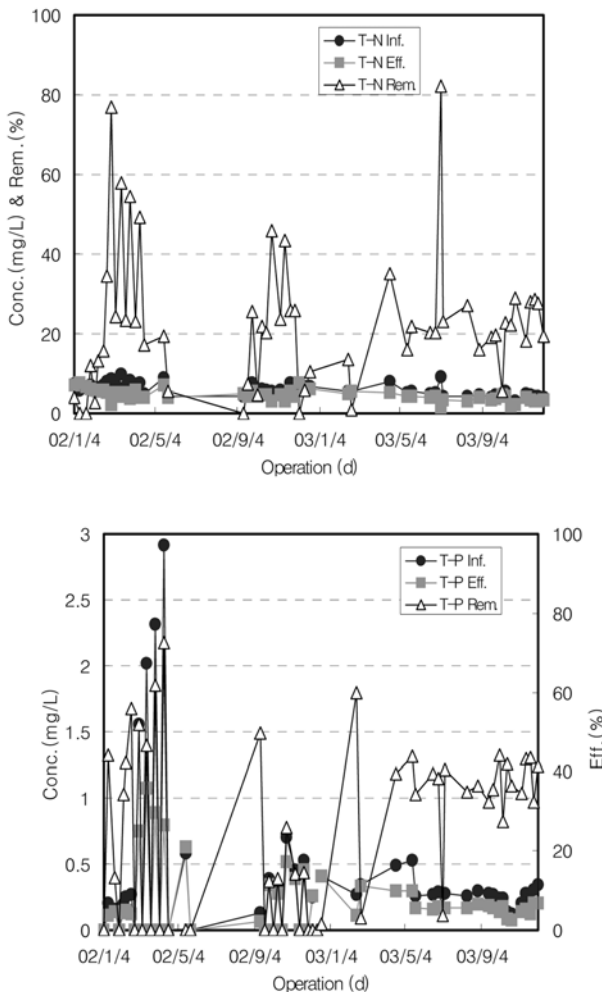 100
80
60
40
20
0
Conc.(mg/L) & Rem.(%)
T-N Inf.
T-N Eff.
T-N Rem.
02/1/4 02/5/4 02/9/4 03/1/4 03/5/4 03/9/4
Operation (d)
3
2.5
2
1.5
1
0.5
0
Conc.(mg/L)
T-P Inf.
T-P Eff.
T-P Rem.
100
80
60
40
20
0
Eff.(%)
02/1/4 02/5/4 02/9/4 03/1/4 03/5/4 03/9/4
Operation (d)